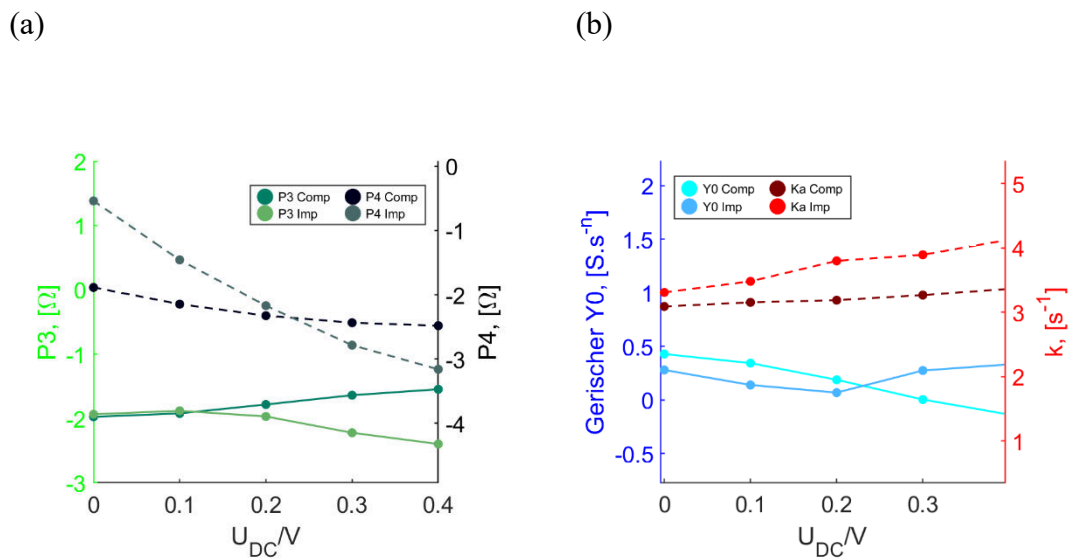 (a)
(b)
2
1
0
-1
-2
-3
P3, [Ω]
0
-1
-2
-3
-4
P4, [Ω]
P3 Comp
P4 Comp
P3 Imp
P4 Imp
0
0.1
0.2
0.3
0.4
U_DC/V
2
1.5
1
0.5
0
-0.5
Gerischer Y0, [S.s⁻ⁿ]
5
4
3
2
1
k, [s⁻¹]
Y0 Comp
Ka Comp
Y0 Imp
Ka Imp
0
0.1
0.2
0.3
U_DC/V